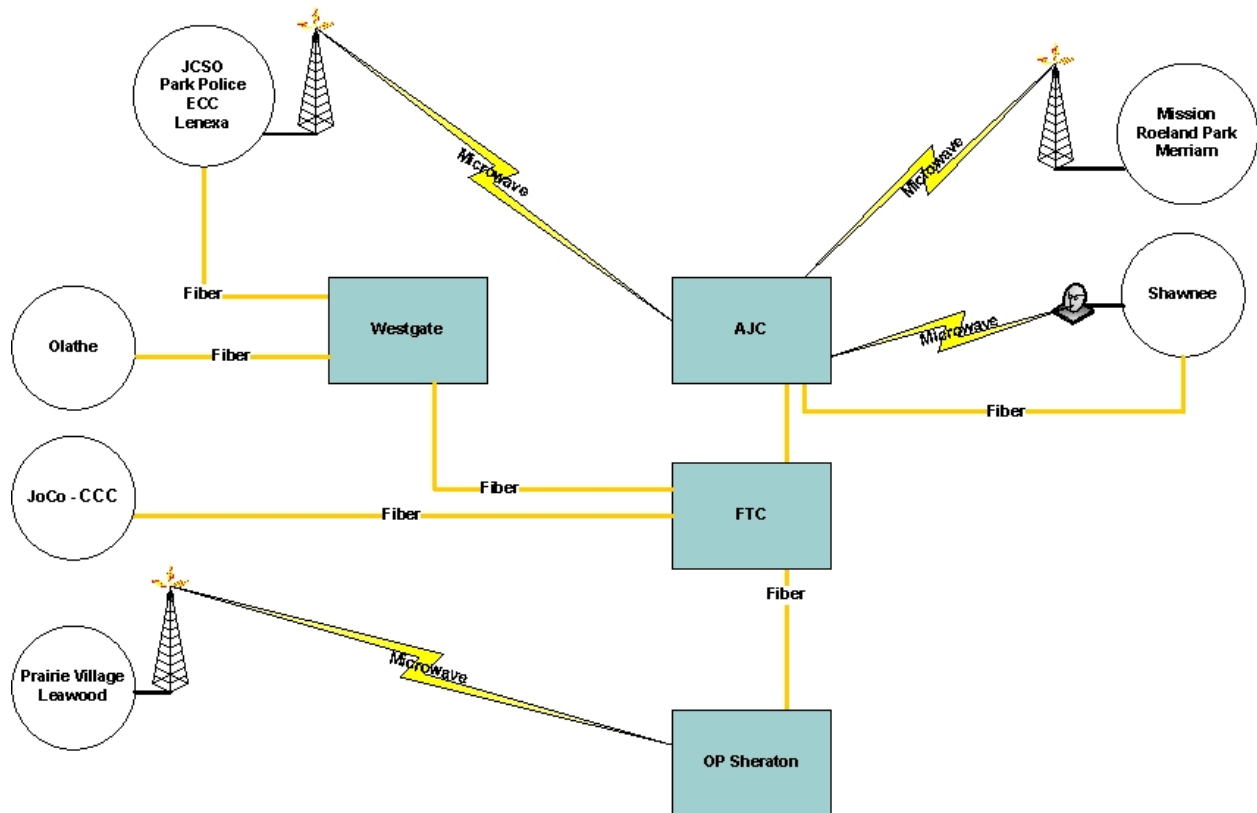 JCSO
Park Police
ECC
Lenexa
Microwave
Microwave
Mission
Roeland Park
Merriam
Fiber
Westgate
AJC
Microwave
Shawnee
Olathe
Fiber
Fiber
JoCo - CCC
Fiber
Fiber
FTC
Fiber
Prairie Village
Leawood
Microwave
OP Sheraton